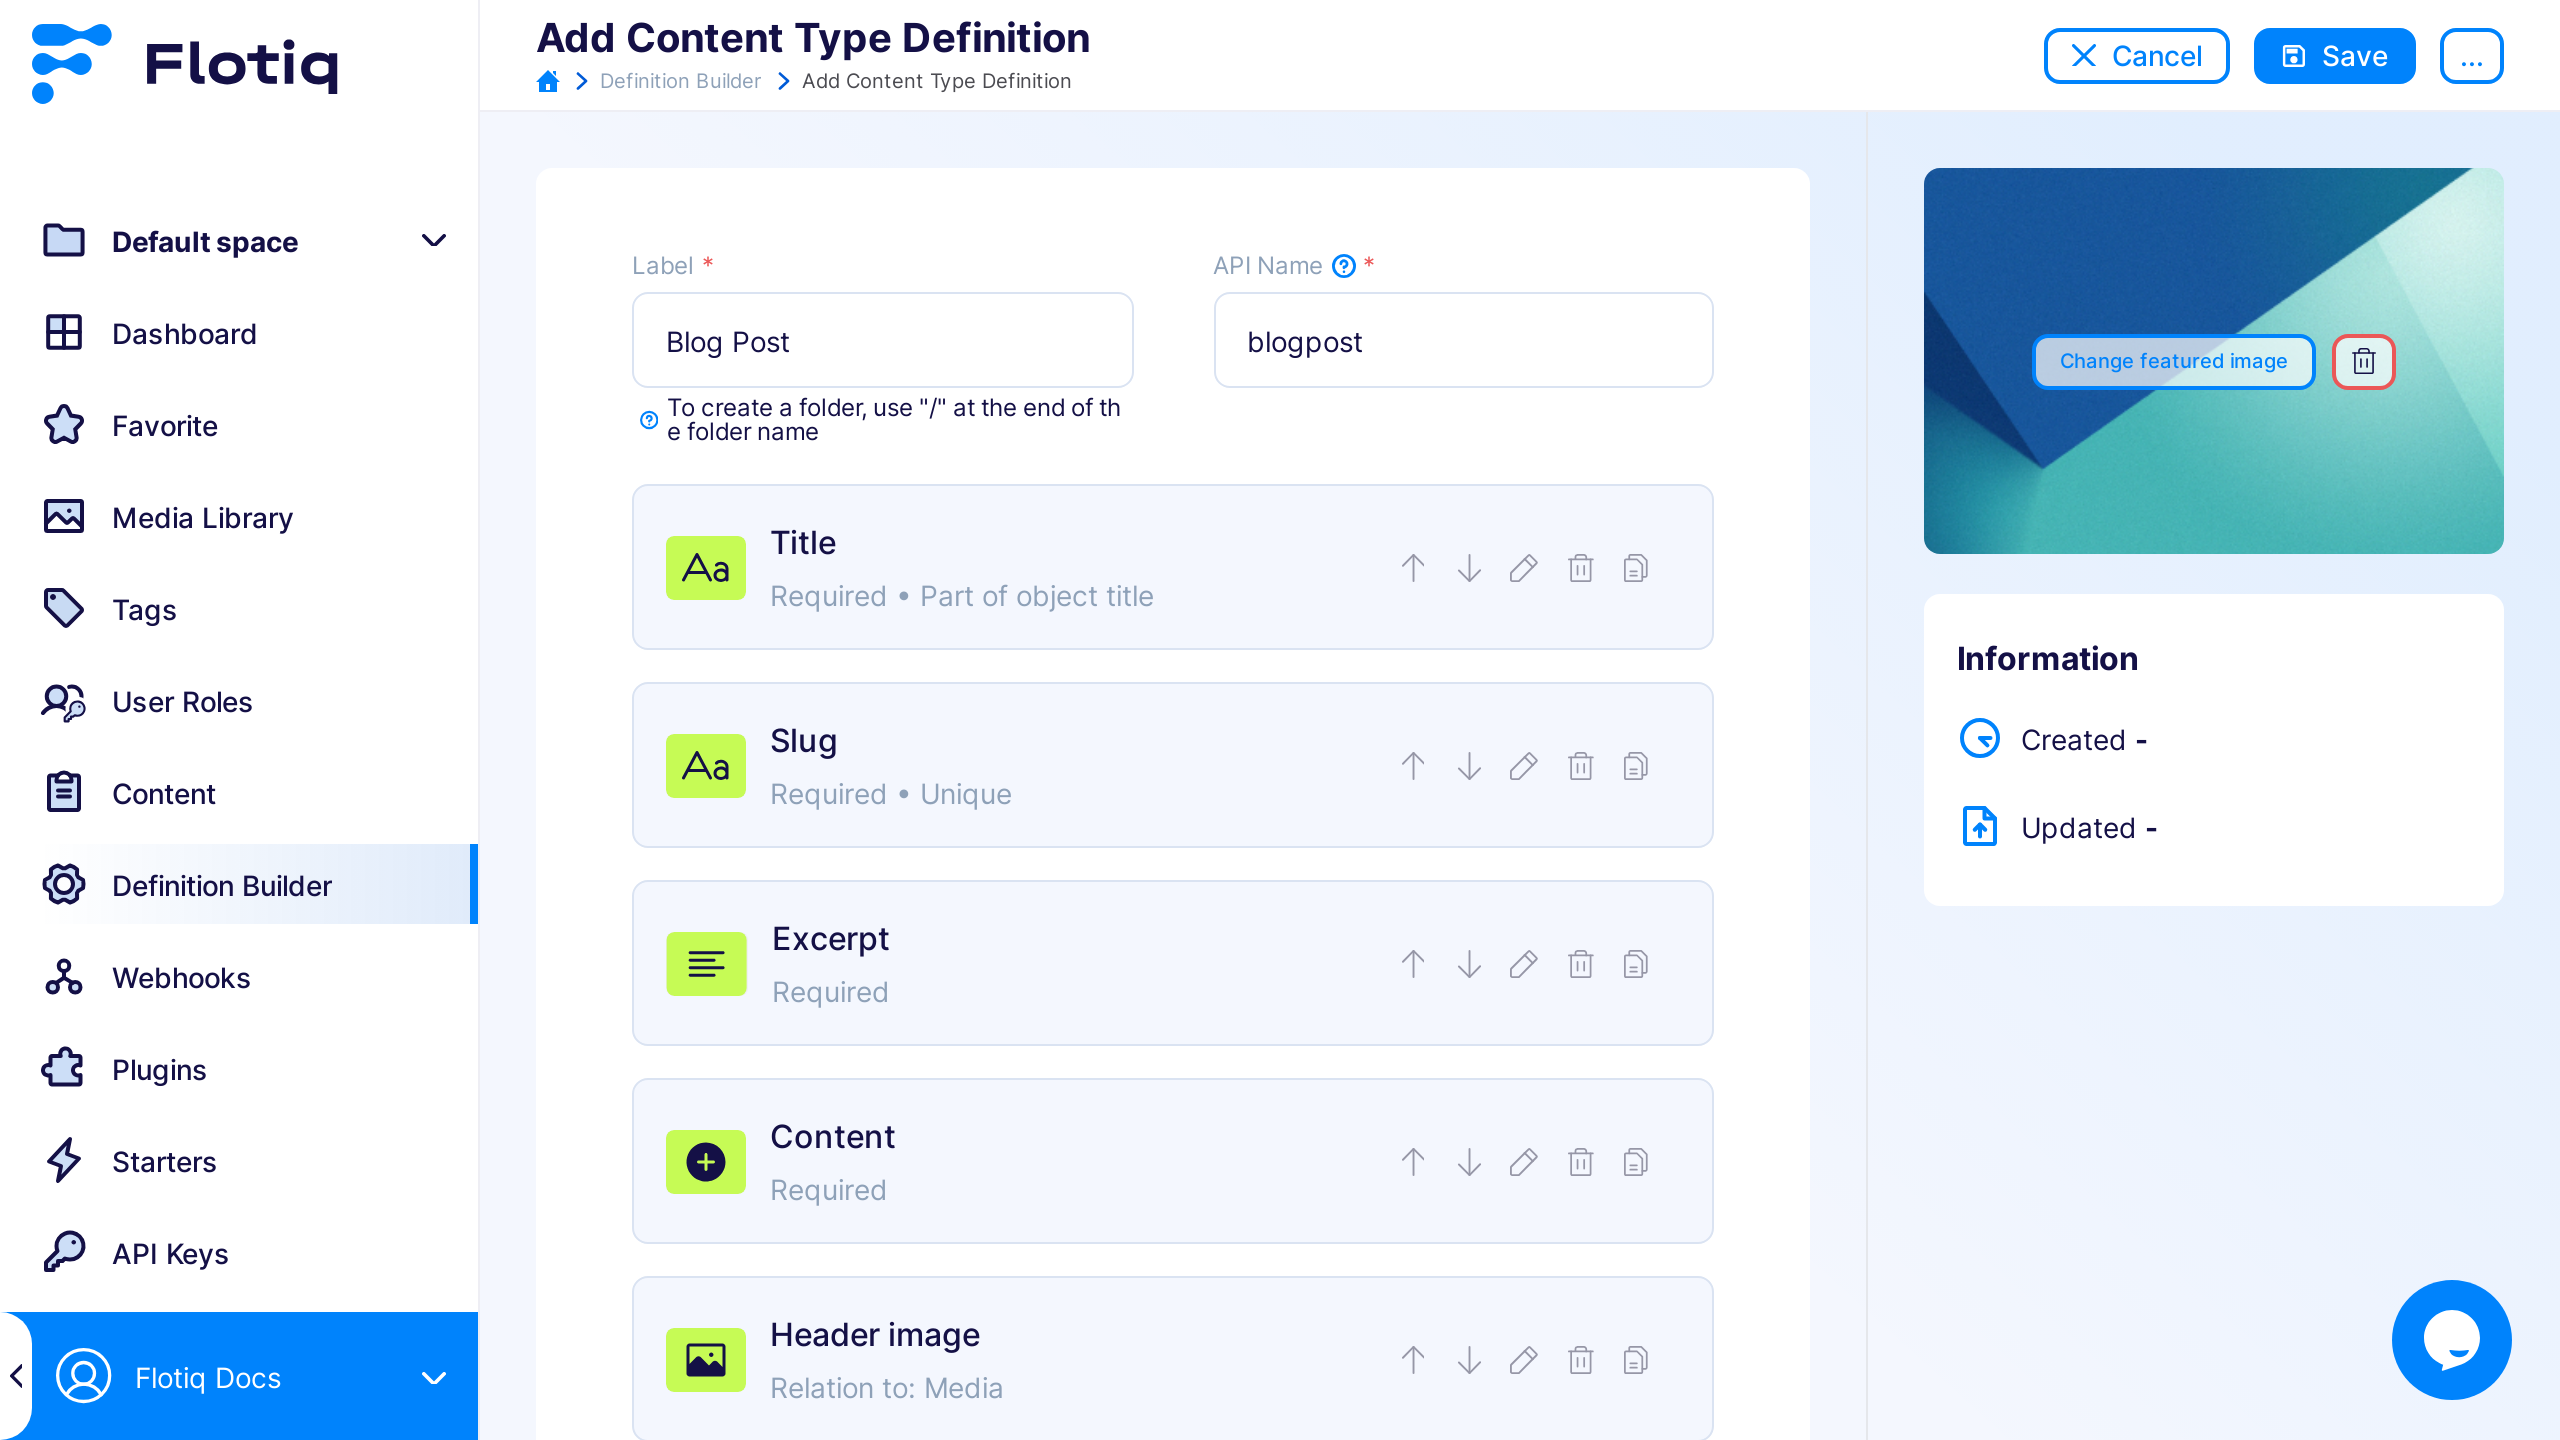 Flotiq
Default space
Dashboard
Favorite
Media Library
Tags
User Roles
Content
Definition Builder
Webhooks
Plugins
Starters
API Keys
Flotiq Docs
Add Content Type Definition
Definition Builder
Add Content Type Definition
Cancel
Save
...
Label *
Blog Post
To create a folder, use "/" at the end of th
e folder name
API Name *
blogpost
Aa
Title
Required • Part of object title
Aa
Slug
Required • Unique
Excerpt
Required
Content
Required
Header image
Relation to: Media
Change featured image
Information
Created -
Updated -